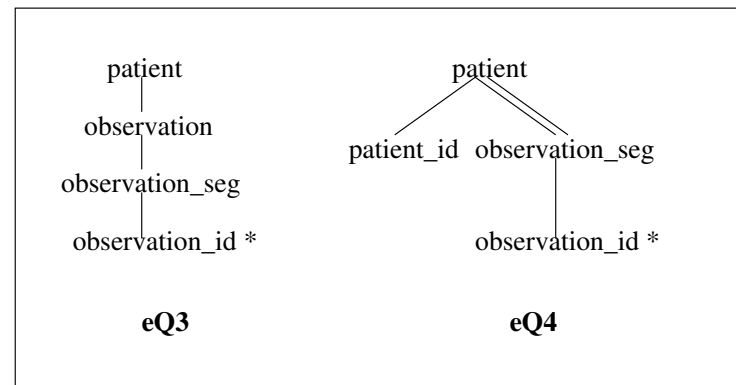 patient
observation
observation_seg
observation_id *
eQ3
patient
patient_id observation_seg
observation_id *
eQ4